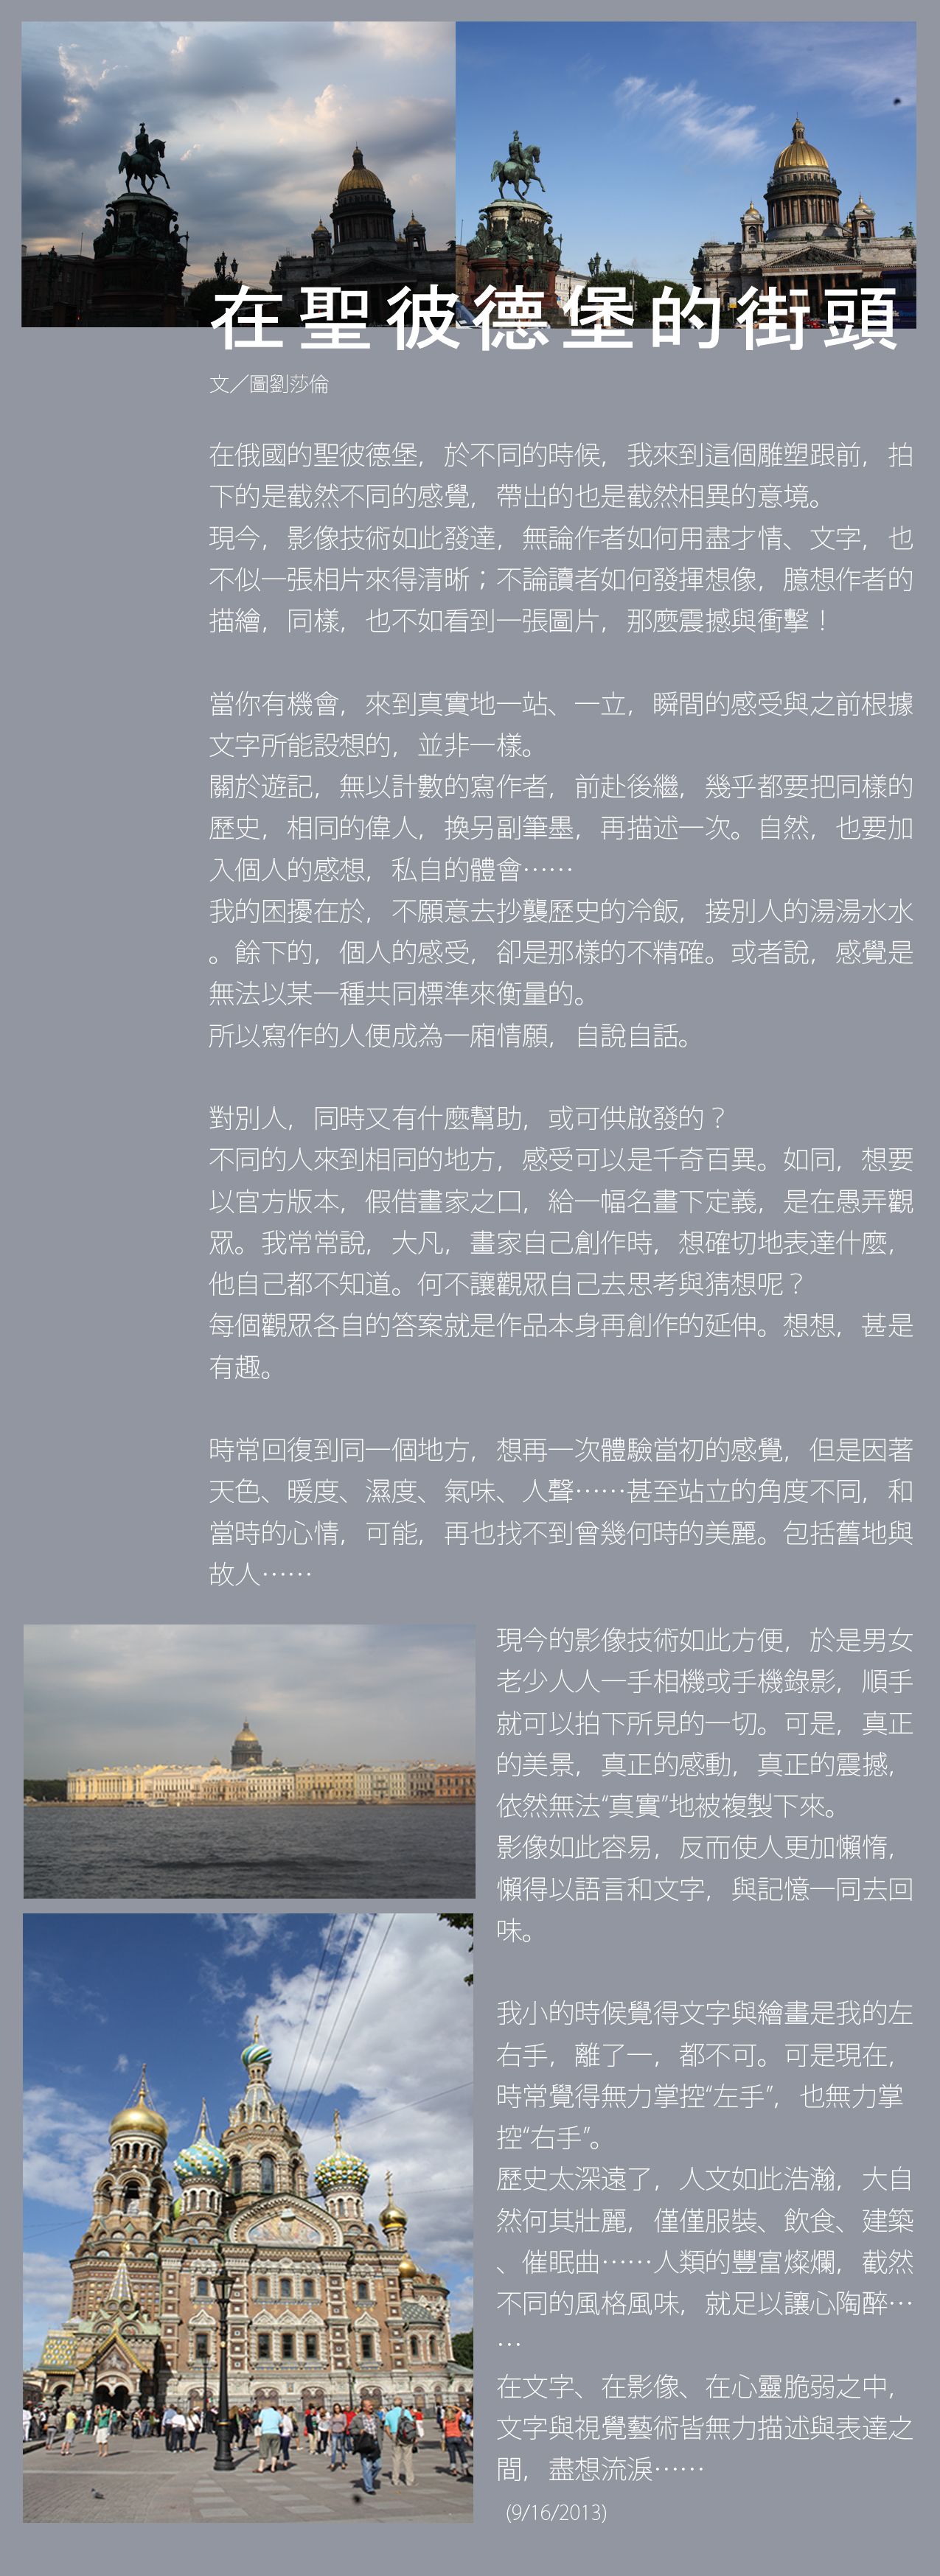 在聖彼德堡的街頭
文／圖劉莎倫
在俄國的聖彼德堡，於不同的時候，我來到這個雕塑跟前，拍
下的是截然不同的感覺，帶出的也是截然相異的意境。
現今，影像技術如此發達，無論作者如何用盡才情、文字，也
不似一張相片來得清晰；不論讀者如何發揮想像，臆想作者的
描繪，同樣，也不如看到一張圖片，那麼震撼與衝擊！
當你有機會，來到真實地一站、一立，瞬間的感受與之前根據
文字所能設想的，並非一樣。
關於遊記，無以計數的寫作者，前赴後繼，幾乎都要把同樣的
歷史，相同的偉人，換另副筆墨，再描述一次。自然，也要加
入個人的感想，私自的體會……
我的困擾在於，不願意去抄襲歷史的冷飯，接別人的湯湯水水
。餘下的，個人的感受，卻是那樣的不精確。或者說，感覺是
無法以某一種共同標準來衡量的。
所以寫作的人便成為一廂情願，自說自話。
對別人，同時又有什麼幫助，或可供啟發的？
不同的人來到相同的地方，感受可以是千奇百異。如同，想要
以官方版本，假借畫家之口，給一幅名畫下定義，是在愚弄觀
眾。我常常說，大凡，畫家自己創作時，想確切地表達什麼，
他自己都不知道。何不讓觀眾自己去思考與猜想呢？
每個觀眾各自的答案就是作品本身再創作的延伸。想想，甚是
有趣。
時常回復到同一個地方，想再一次體驗當初的感覺，但是因著
天色、暖度、濕度、氣味、人聲……甚至站立的角度不同，和
當時的心情，可能，再也找不到曾幾何時的美麗。包括舊地與
故人……
現今的影像技術如此方便，於是男女
老少人人一手相機或手機錄影，順手
就可以拍下所見的一切。可是，真正
的美景，真正的感動，真正的震撼，
依然無法“真實”地被複製下來。
影像如此容易，反而使人更加懶惰，
懶得以語言和文字，與記憶一同去回
味。
我小的時候覺得文字與繪畫是我的左
右手，離了一，都不可。可是現在，
時常覺得無力掌控“左手”，也無力掌
控“右手”。
歷史太深遠了，人文如此浩瀚，大自
然何其壯麗，僅僅服裝、飲食、建築
、催眠曲……人類的豐富燦爛，截然
不同的風格風味，就足以讓心陶醉…
…
在文字、在影像、在心靈脆弱之中，
文字與視覺藝術皆無力描述與表達之
間，盡想流淚……
(9/16/2013)